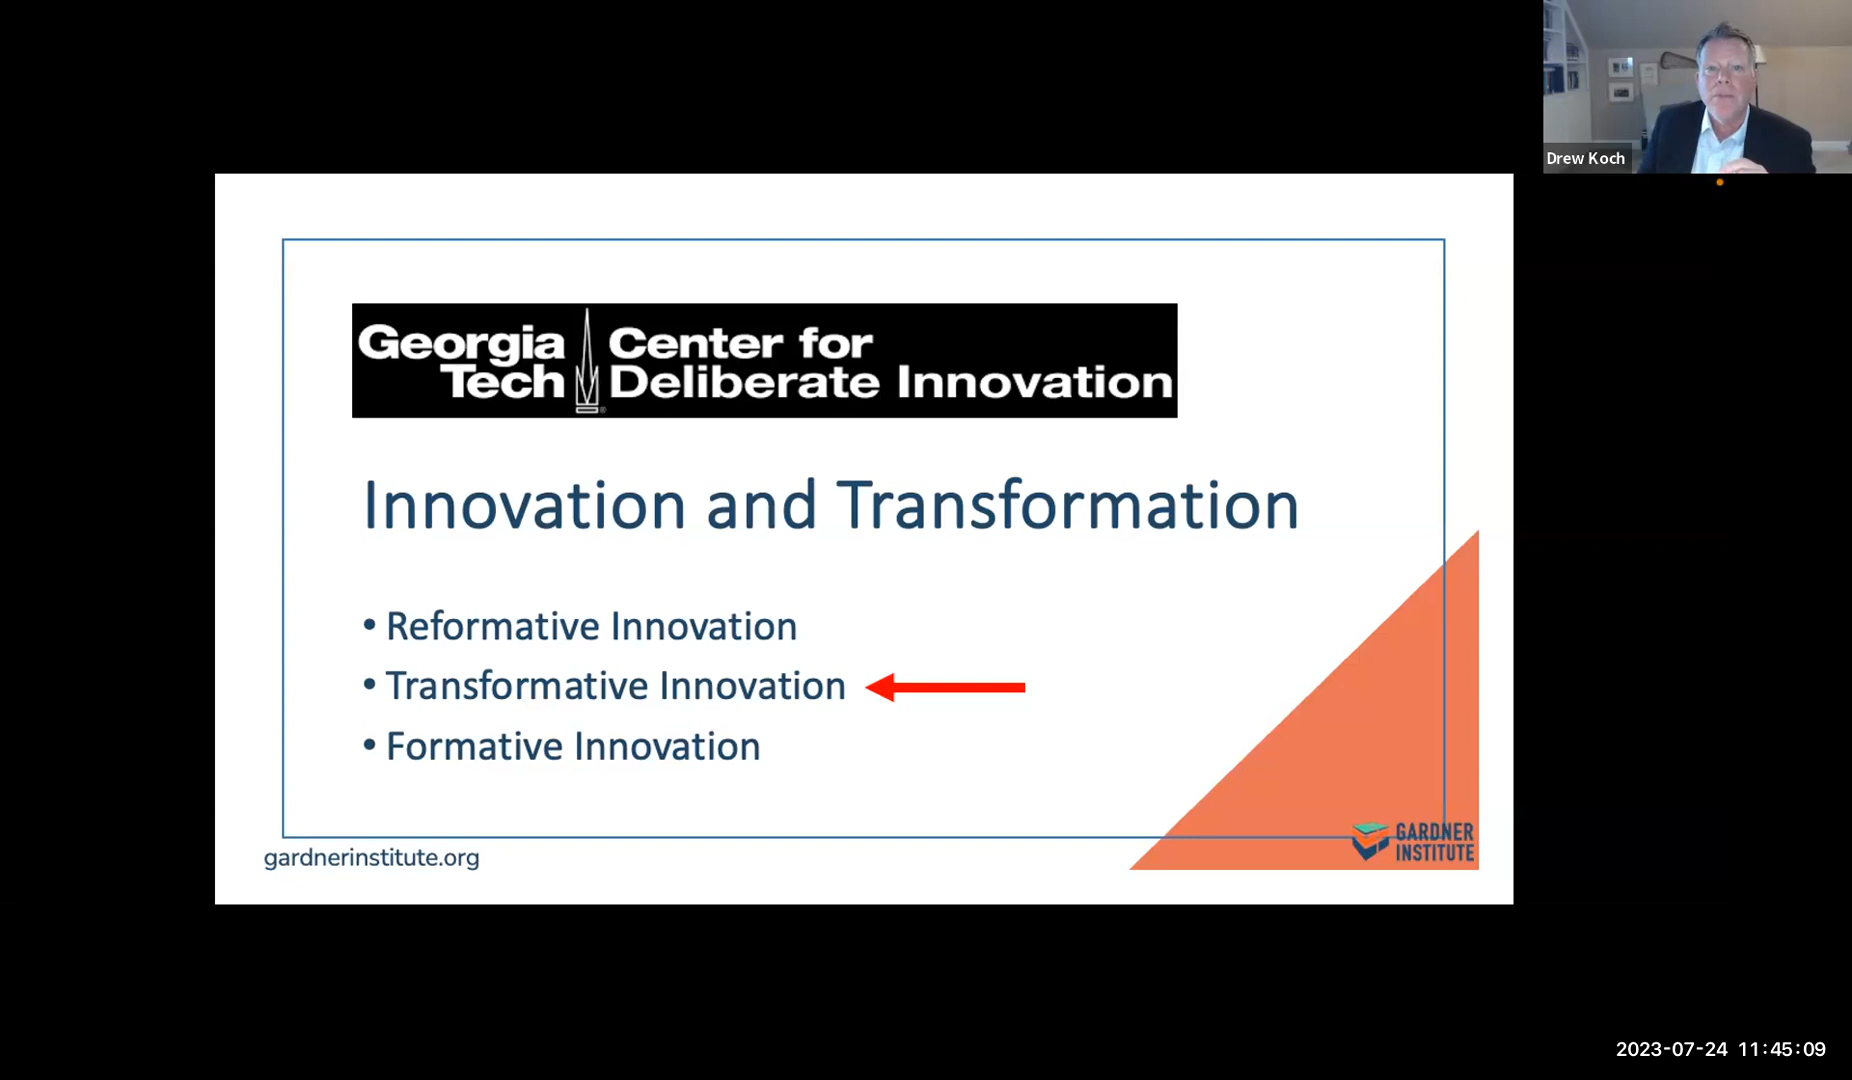 Drew Koch
Georgia
Tech
Center for
Deliberate Innovation
Innovation and Transformation
• Reformative Innovation
• Transformative Innovation
• Formative Innovation
gardnerinstitute.org
GARDNER
INSTITUTE
2023-07-24 11:45:09